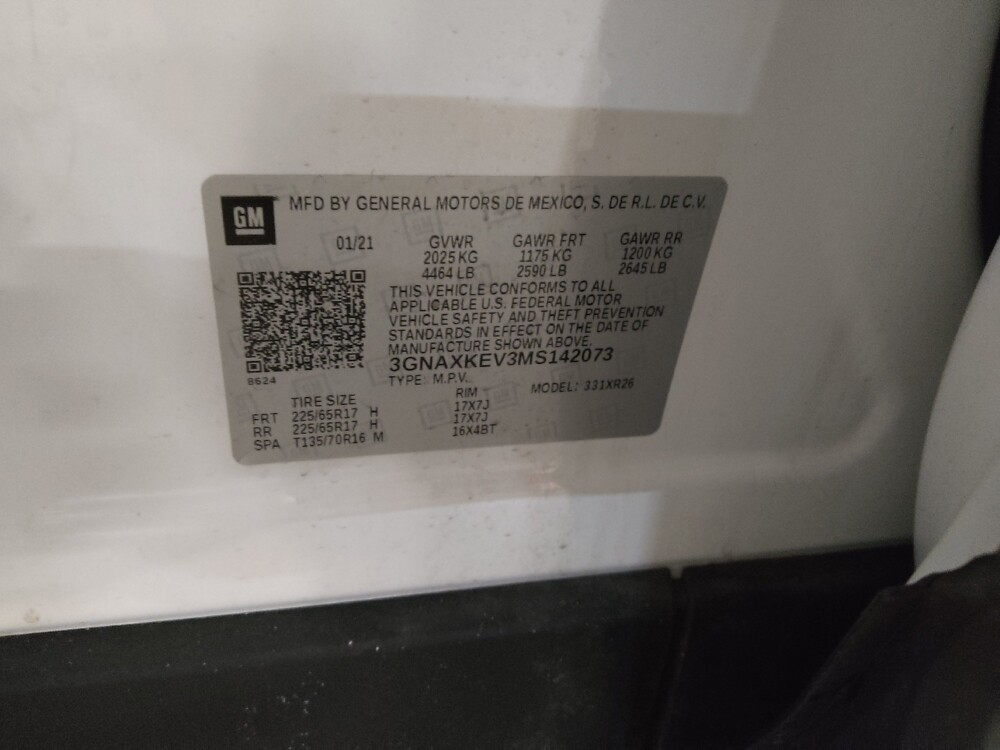 GM MFD BY GENERAL MOTORS DE MEXICO, S. DE R.L. DE C.V.
01/21 GVWR GAWR FRT GAWR RR
2025 KG 1175 KG 1200 KG
4464 LB 2590 LB 2645 LB
THIS VEHICLE CONFORMS TO ALL
APPLICABLE U.S. FEDERAL MOTOR
VEHICLE SAFETY AND THEFT PREVENTION
STANDARDS IN EFFECT ON THE DATE OF
MANUFACTURE SHOWN ABOVE.
3GNAXKEV3MS142073
8624
TYPE: M.P.V. MODEL: 331XR26
TIRE SIZE RIM
FRT 225/65R17 H 17X7J
RR 225/65R17 H 17X7J
SPA T135/70R16 M 16X4BT